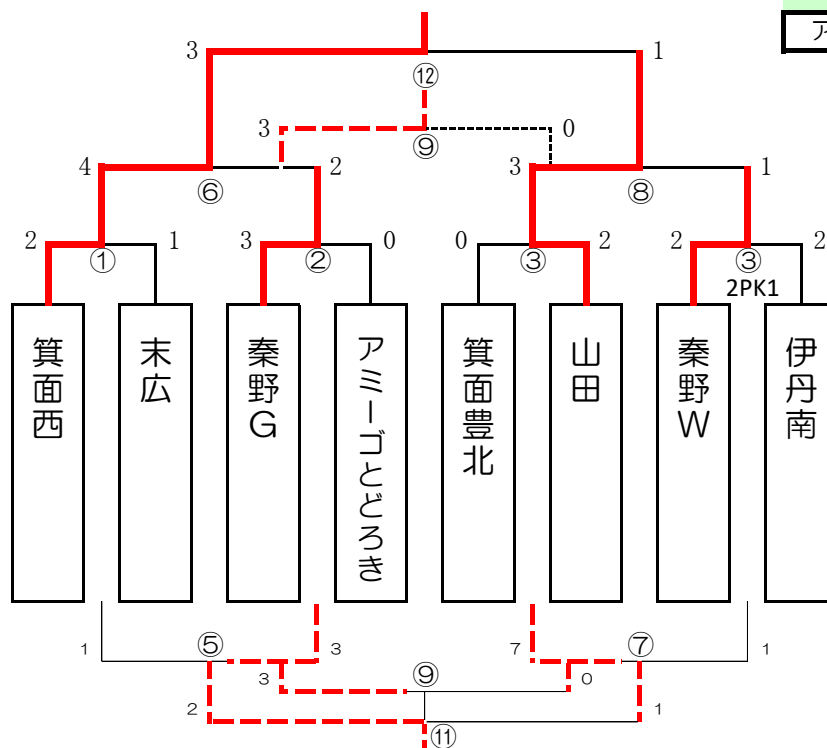 ア
3 1
⑫
3 ⑨ 0
4 ⑥ 2 3 ⑧ 1
2 ① 1 3 ② 0 0 ③ 2 2 ③ 2
2PK1
箕面西
末広
秦野G
アミーゴとどろき
箕面豊北
山田
秦野W
伊丹南
1 ⑤ 3 7 ⑦ 1
3 ⑨ 0
2 ⑪ 1